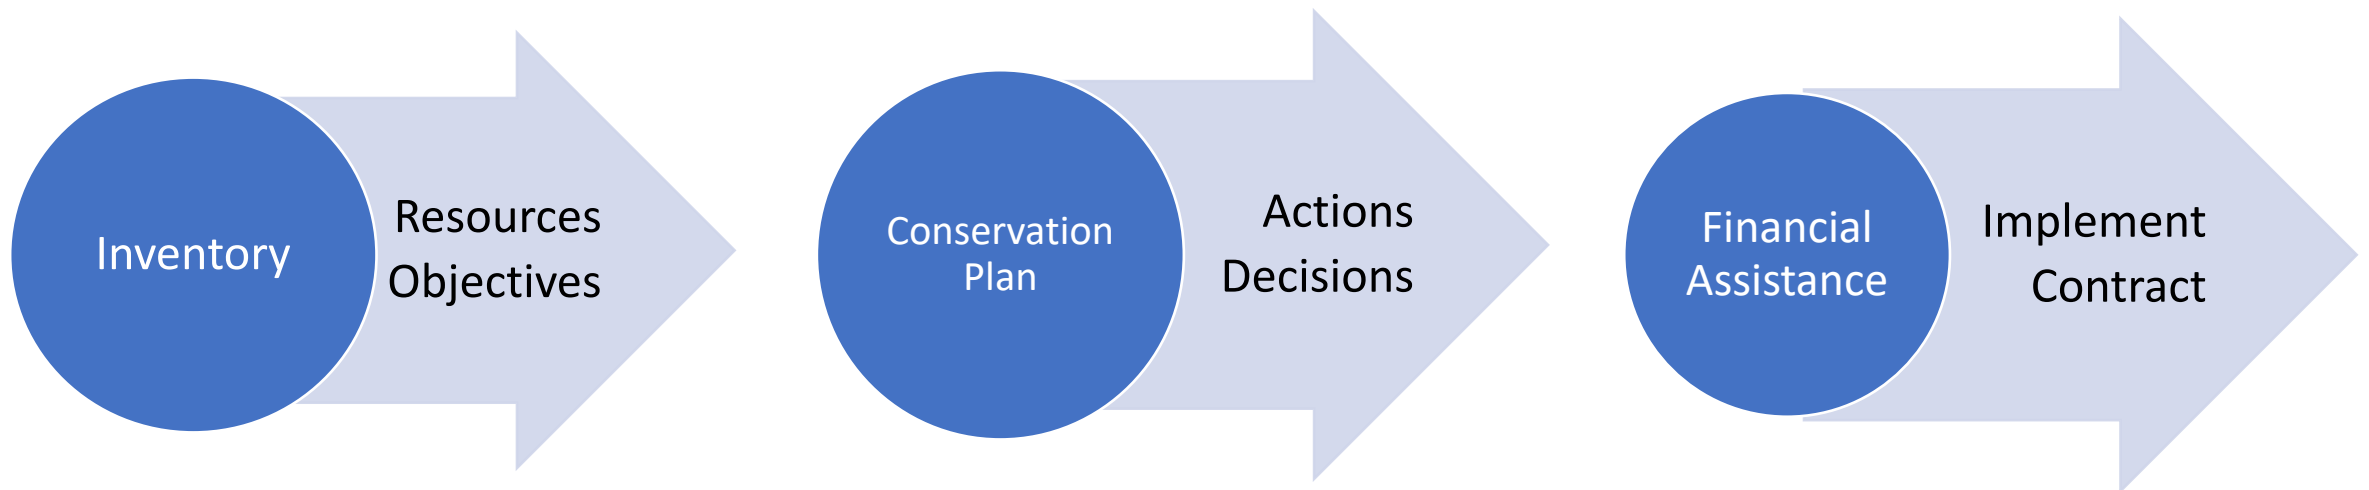 Inventory
Resources
Objectives
Conservation
Plan
Actions
Decisions
Financial
Assistance
Implement
Contract